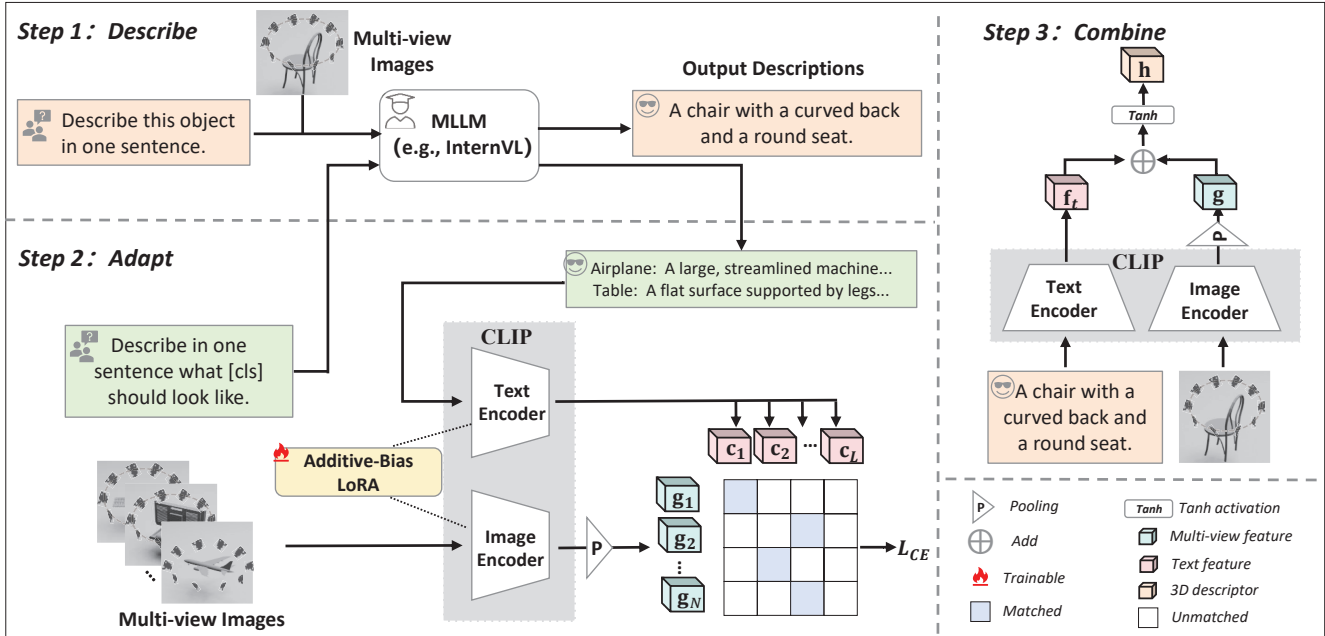 Step 1： Describe
Multi-view
Images
Describe this object
in one sentence.
MLLM
(e.g., InternVL)
Output Descriptions
A chair with a curved back
and a round seat.
Step 2： Adapt
Airplane: A large, streamlined machine...
Table: A flat surface supported by legs...
Describe in one
sentence what [cls]
should look like.
CLIP
Text
Encoder
Additive-Bias
LoRA
Image
Encoder
P
Multi-view Images
c1 c2 ... cL
g1
g2
⋮
gN
LCE
Step 3： Combine
h
Tanh
ft
g
P
CLIP
Text
Encoder
Image
Encoder
A chair with a
curved back and
a round seat.
P Pooling
Add
Trainable
Matched
Tanh Tanh activation
Multi-view feature
Text feature
3D descriptor
Unmatched